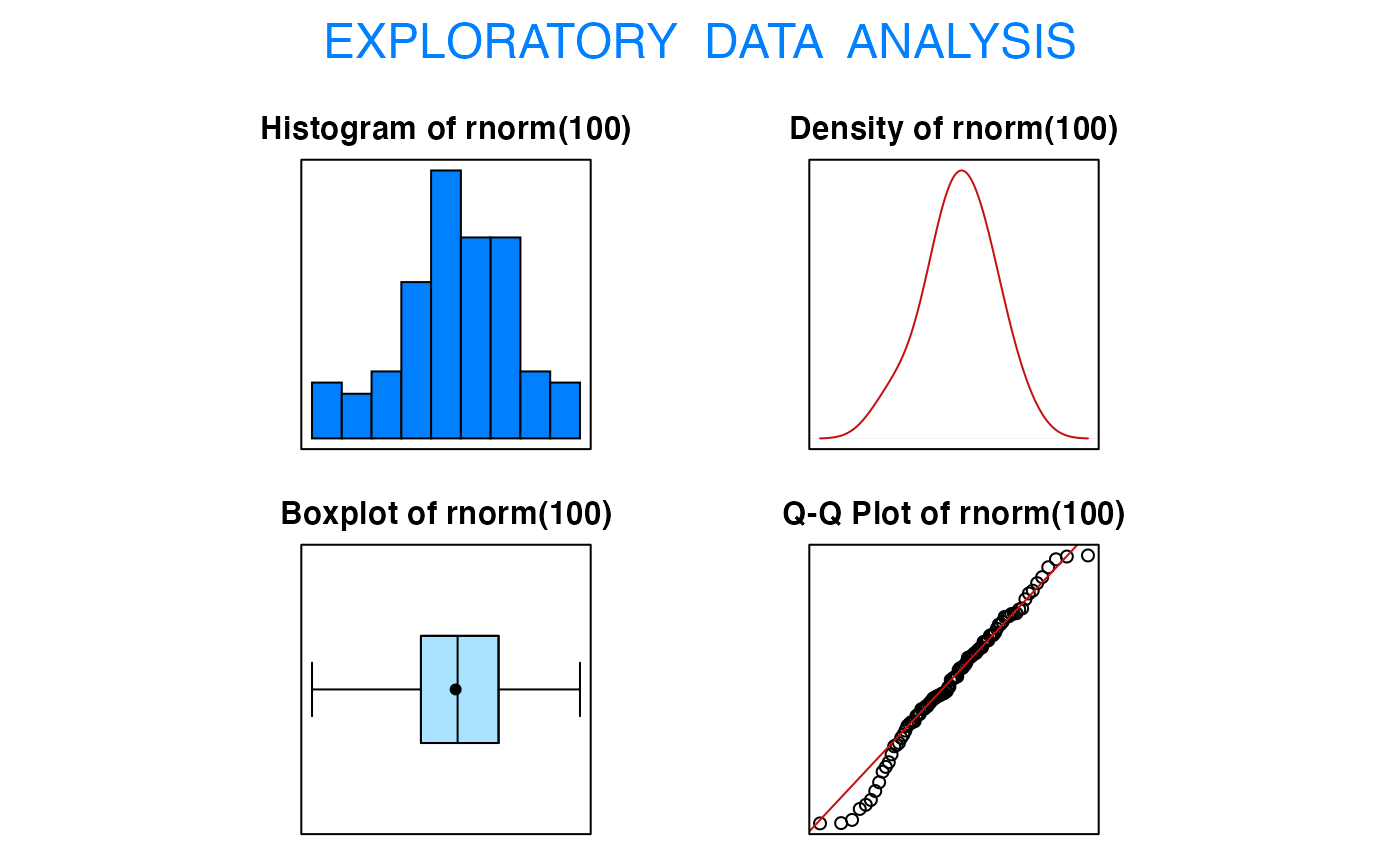 EXPLORATORY DATA ANALYSIS
Histogram of rnorm(100)
Density of rnorm(100)
Boxplot of rnorm(100)
Q-Q Plot of rnorm(100)